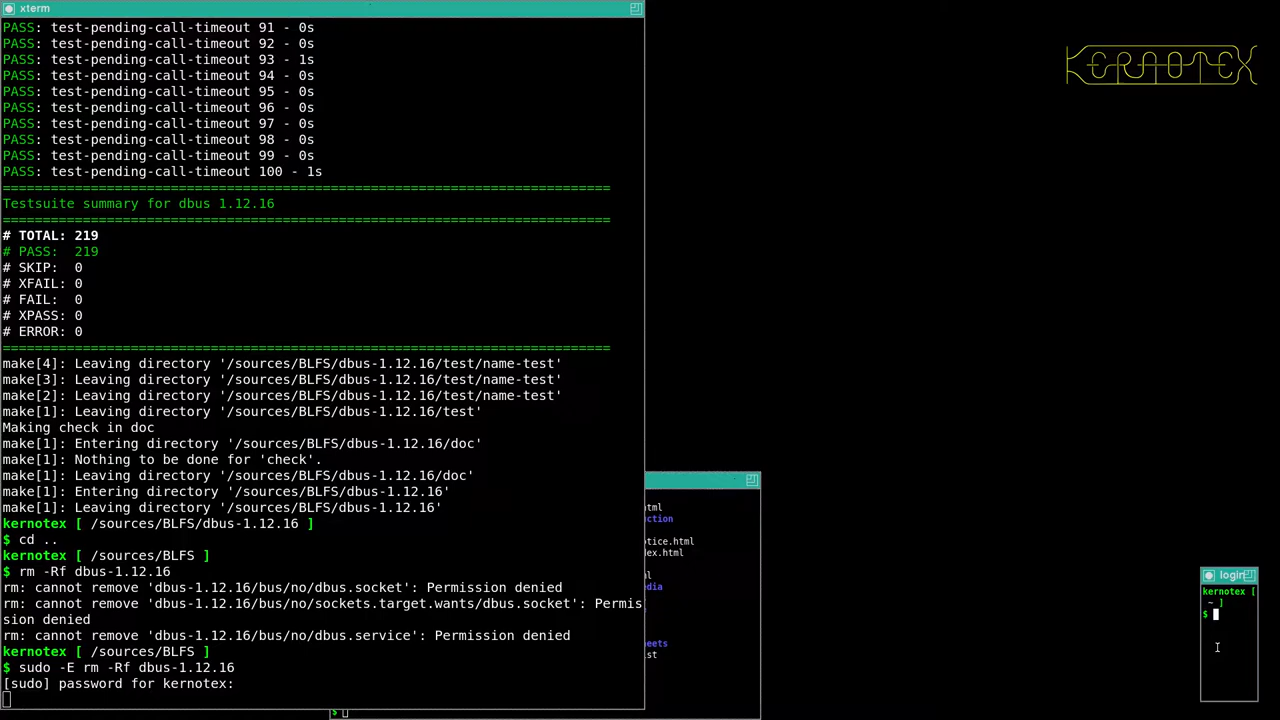 xterm
PASS: test-pending-call-timeout 91 - 0s
PASS: test-pending-call-timeout 92 - 0s
PASS: test-pending-call-timeout 93 - 1s
PASS: test-pending-call-timeout 94 - 0s
PASS: test-pending-call-timeout 95 - 0s
PASS: test-pending-call-timeout 96 - 0s
PASS: test-pending-call-timeout 97 - 0s
PASS: test-pending-call-timeout 98 - 0s
PASS: test-pending-call-timeout 99 - 0s
PASS: test-pending-call-timeout 100 - 1s
============================================================================
Testsuite summary for dbus 1.12.16
============================================================================
# TOTAL: 219
# PASS:  219
# SKIP:  0
# XFAIL: 0
# FAIL:  0
# XPASS: 0
# ERROR: 0
============================================================================
make[4]: Leaving directory '/sources/BLFS/dbus-1.12.16/test/name-test'
make[3]: Leaving directory '/sources/BLFS/dbus-1.12.16/test/name-test'
make[2]: Leaving directory '/sources/BLFS/dbus-1.12.16/test/name-test'
make[1]: Leaving directory '/sources/BLFS/dbus-1.12.16/test'
Making check in doc
make[1]: Entering directory '/sources/BLFS/dbus-1.12.16/doc'
make[1]: Nothing to be done for 'check'.
make[1]: Leaving directory '/sources/BLFS/dbus-1.12.16/doc'
make[1]: Entering directory '/sources/BLFS/dbus-1.12.16'
make[1]: Leaving directory '/sources/BLFS/dbus-1.12.16'
kernotex [ /sources/BLFS/dbus-1.12.16 ]
$ cd ..
kernotex [ /sources/BLFS ]
$ rm -Rf dbus-1.12.16
rm: cannot remove 'dbus-1.12.16/bus/no/dbus.socket': Permission denied
rm: cannot remove 'dbus-1.12.16/bus/no/sockets.target.wants/dbus.socket': Permis
sion denied
rm: cannot remove 'dbus-1.12.16/bus/no/dbus.service': Permission denied
kernotex [ /sources/BLFS ]
$ sudo -E rm -Rf dbus-1.12.16
[sudo] password for kernotex:
tml
ction
otice.html
dex.html
ml
dia
eets
st
$
KERNOTEX
login
kernotex [
~ ]
$